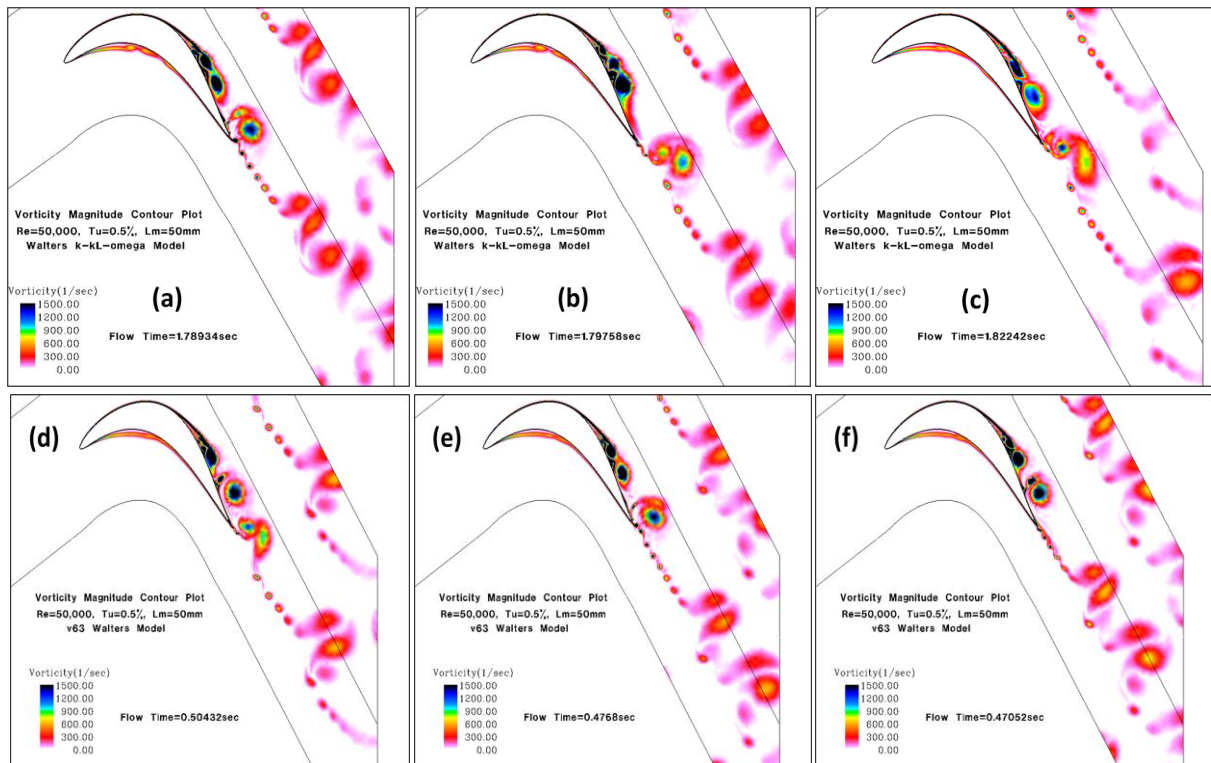 Vorticity Magnitude Contour Plot
Re=50,000, Tu=0.5%, Lm=50mm
Walters k-kL-omega Model
(a)
Vorticity(1/sec)
1500.00
1200.00
900.00
600.00
300.00
0.00
Flow Time=1.78934sec
Vorticity Magnitude Contour Plot
Re=50,000, Tu=0.5%, Lm=50mm
Walters k-kL-omega Model
(b)
Vorticity(1/sec)
1500.00
1200.00
900.00
600.00
300.00
0.00
Flow Time=1.79758sec
Vorticity Magnitude Contour Plot
Re=50,000, Tu=0.5%, Lm=50mm
Walters k-kL-omega Model
(c)
Vorticity(1/sec)
1500.00
1200.00
900.00
600.00
300.00
0.00
Flow Time=1.82242sec
(d)
Vorticity Magnitude Contour Plot
Re=50,000, Tu=0.5%, Lm=50mm
v63 Walters Model
Vorticity(1/sec)
1500.00
1200.00
900.00
600.00
300.00
0.00
Flow Time=0.50432sec
(e)
Vorticity Magnitude Contour Plot
Re=50,000, Tu=0.5%, Lm=50mm
v63 Walters Model
Vorticity(1/sec)
1500.00
1200.00
900.00
600.00
300.00
0.00
Flow Time=0.4768sec
(f)
Vorticity Magnitude Contour Plot
Re=50,000, Tu=0.5%, Lm=50mm
v63 Walters Model
Vorticity(1/sec)
1500.00
1200.00
900.00
600.00
300.00
0.00
Flow Time=0.47052sec